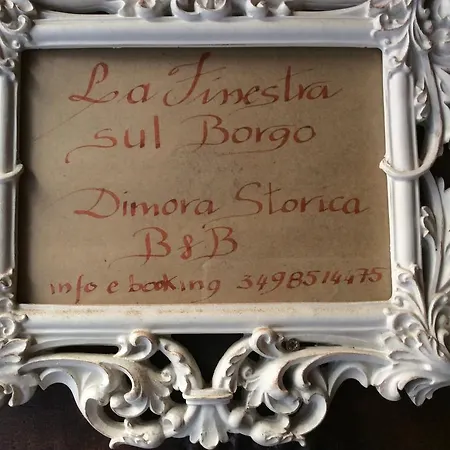 La Finestra
sul Borgo
Dimora Storica
B&B
info e booking 3498514475